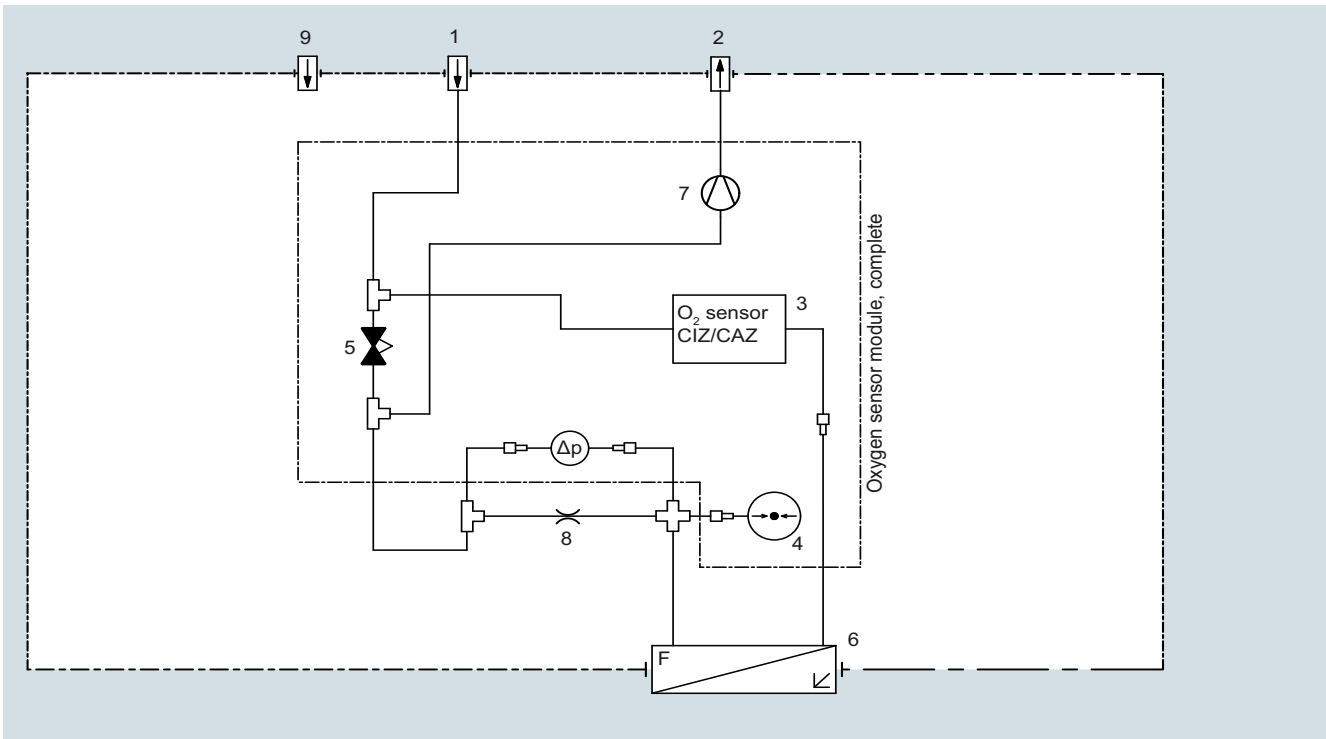 9
1
2
7
O₂ sensor
CIZ/CAZ
3
5
Δp
8
4
6
F
Oxygen sensor module, complete